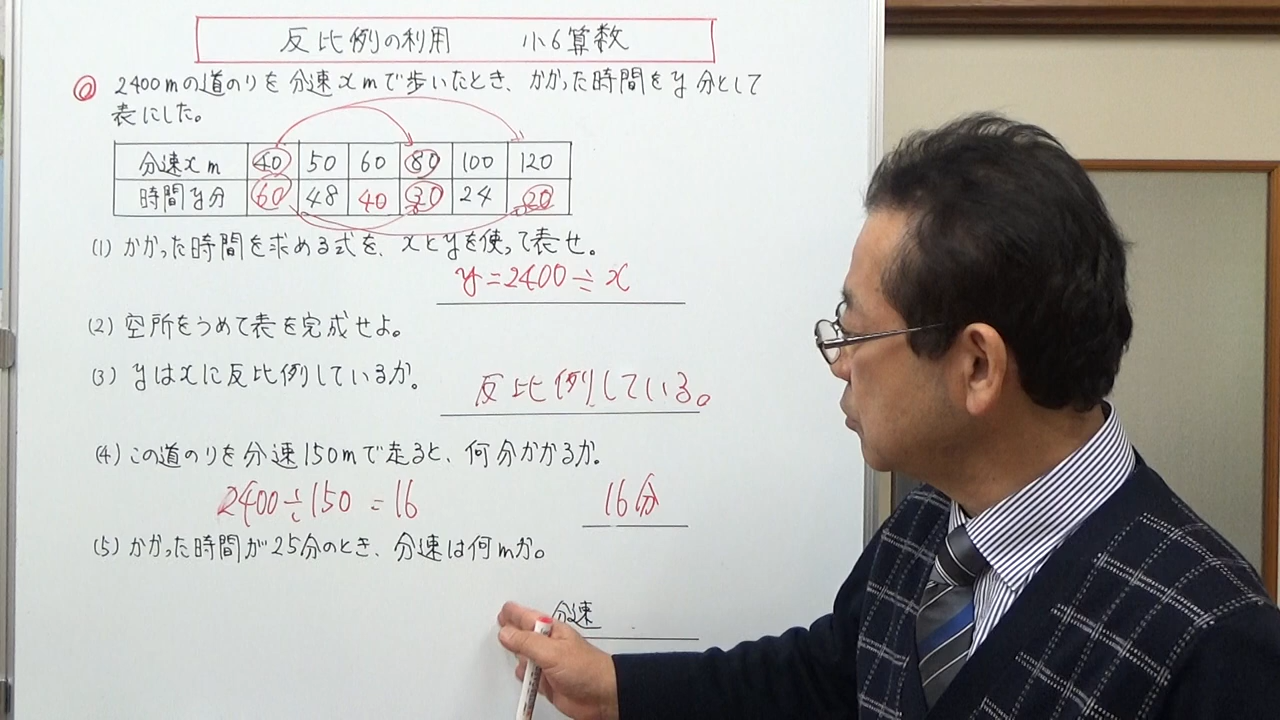 反比例の利用 小6算数
◎ 2400mの道のりを分速xmで歩いたとき、かかった時間をy分として
表にした。
分速xm 40 50 60 80 100 120
時間y分 60 48 40 30 24 20
(1) かかった時間を求める式を、xとyを使って表せ。
y=2400÷x
(2) 空所をうめて表を完成せよ。
(3) yはxに反比例しているか。
反比例している。
(4) この道のりを分速150mで走ると、何分かかるか。
2400÷150=16 16分
(5) かかった時間が25分のとき、分速は何mか。
分速